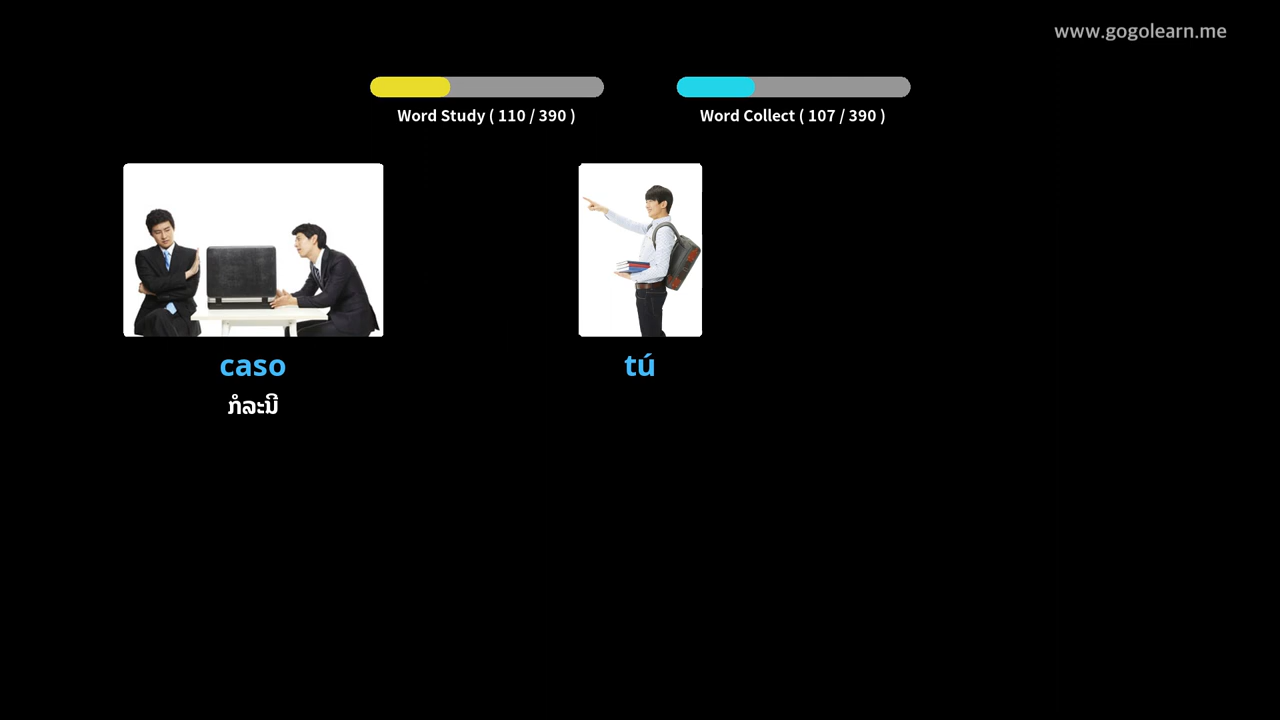 www.gogolearn.me
Word Study ( 110 / 390 )
Word Collect ( 107 / 390 )
caso
ກໍລະນີ
tú